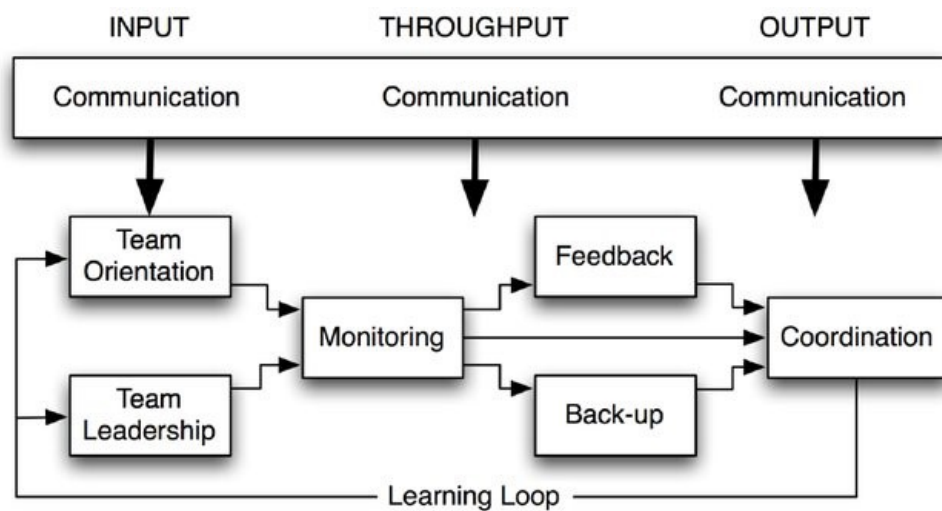 INPUT THROUGHPUT OUTPUT
Communication Communication Communication
Team
Orientation
Feedback
Monitoring
Coordination
Team
Leadership
Back-up
Learning Loop